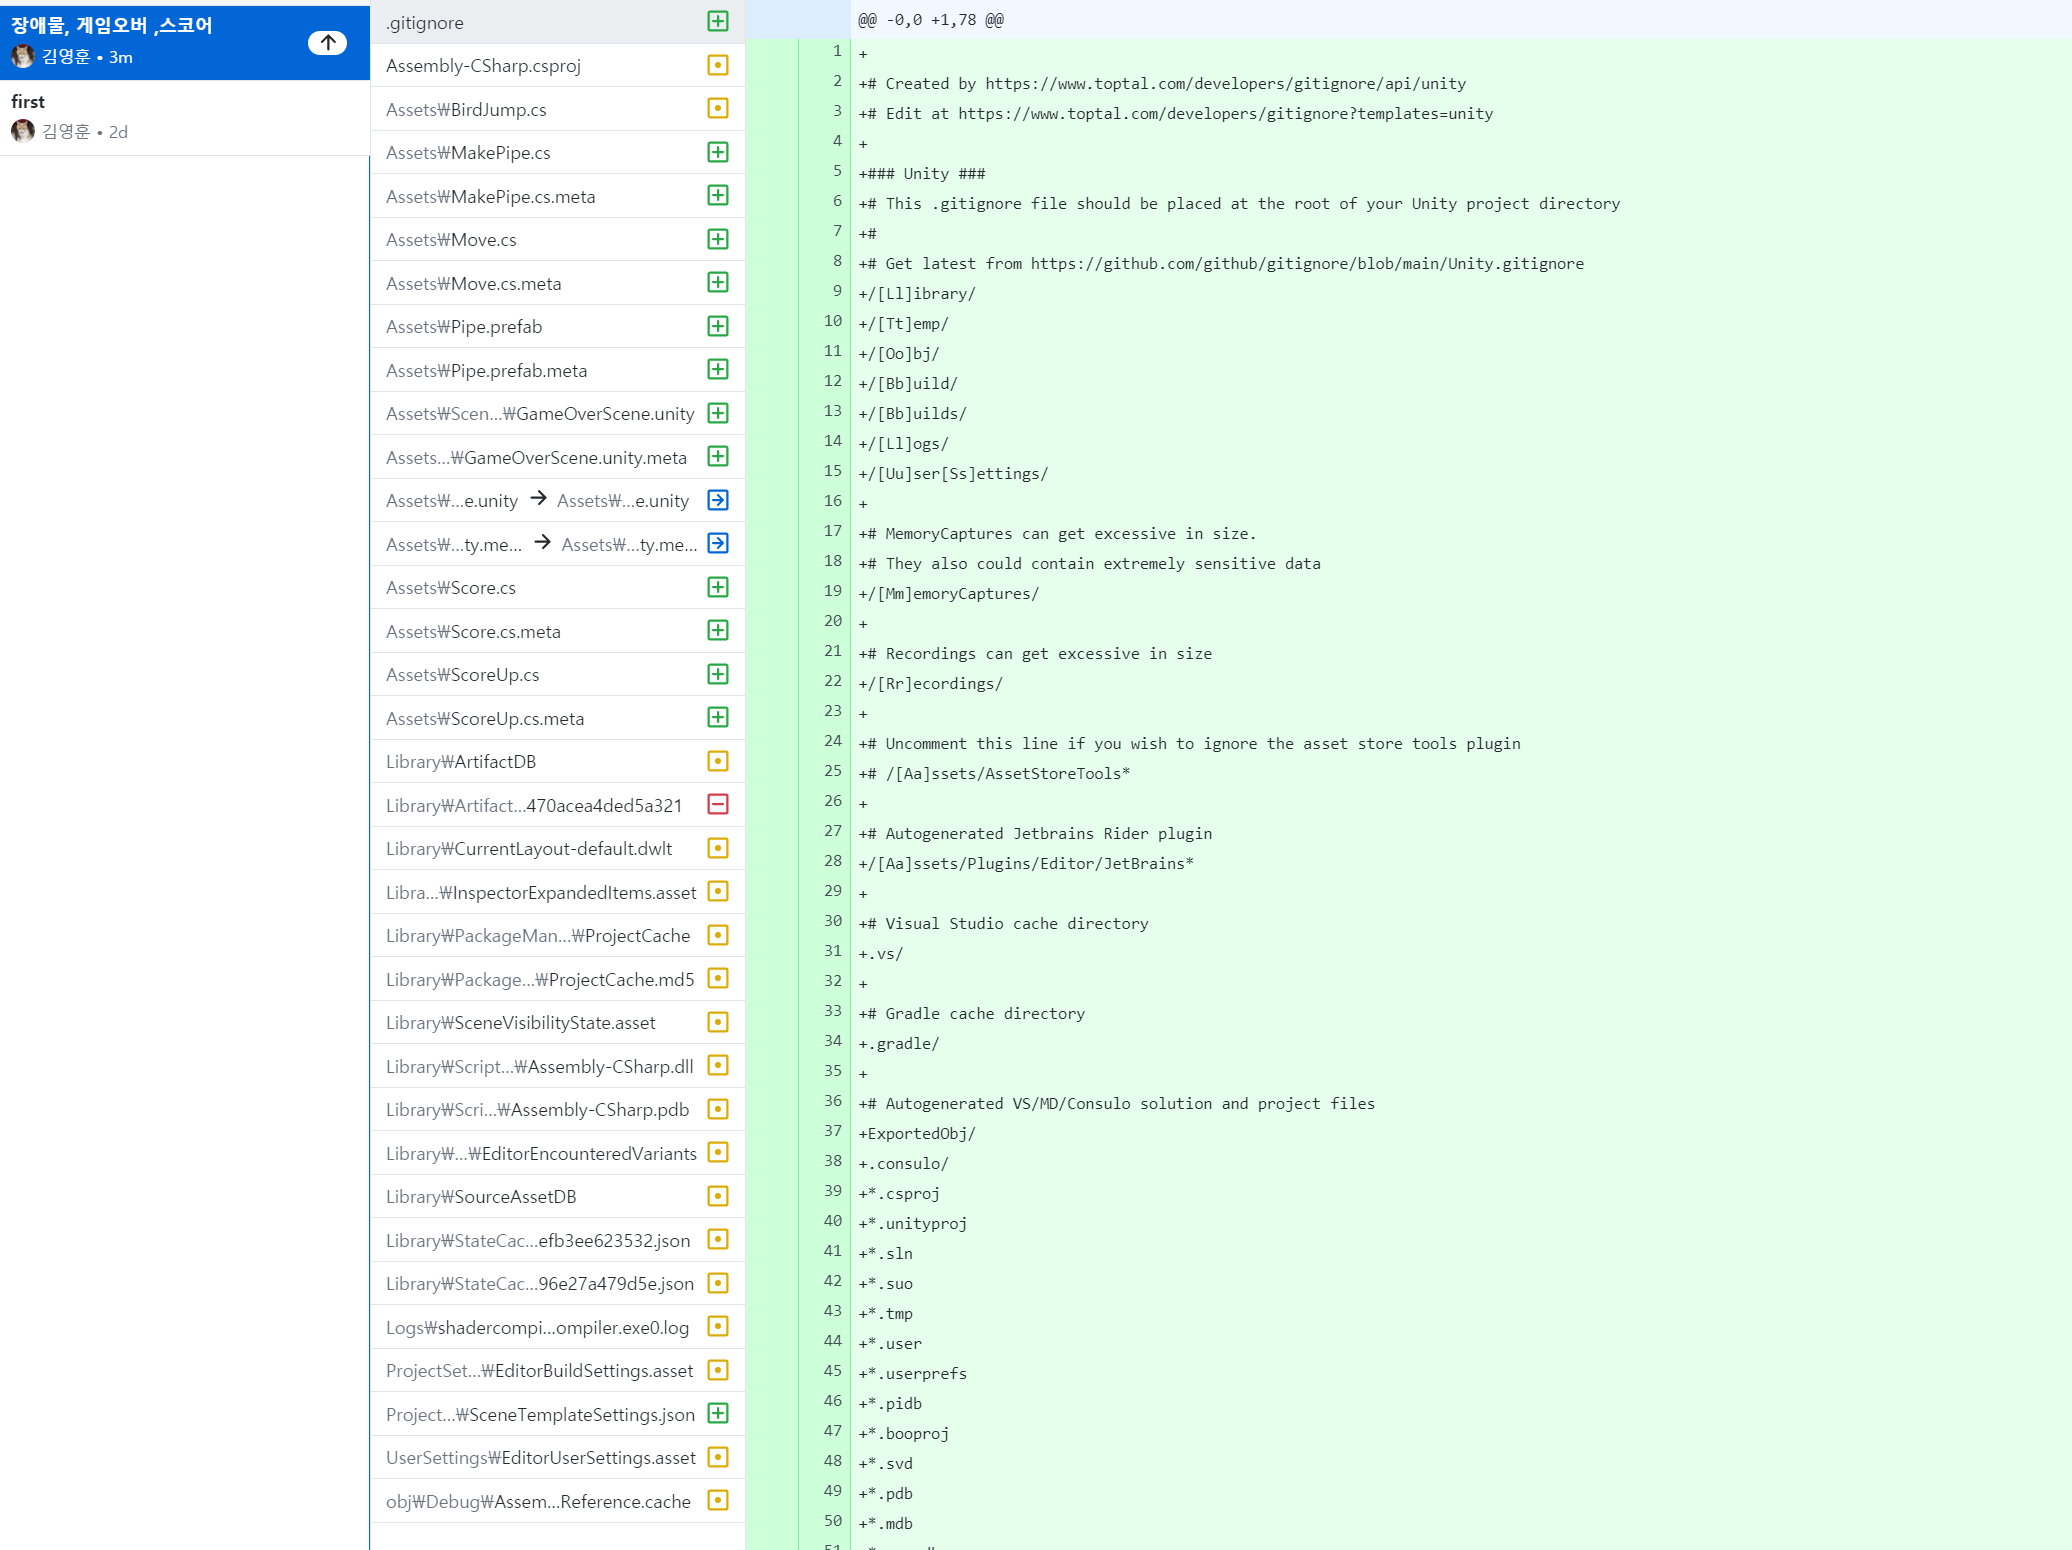 장애물, 게임오버 ,스코어
김영훈 • 3m
first
김영훈 • 2d
.gitignore
Assembly-CSharp.csproj
Assets₩BirdJump.cs
Assets₩MakePipe.cs
Assets₩MakePipe.cs.meta
Assets₩Move.cs
Assets₩Move.cs.meta
Assets₩Pipe.prefab
Assets₩Pipe.prefab.meta
Assets₩Scen...₩GameOverScene.unity
Assets...₩GameOverScene.unity.meta
Assets₩...e.unity → Assets₩...e.unity
Assets₩...ty.me... → Assets₩...ty.me...
Assets₩Score.cs
Assets₩Score.cs.meta
Assets₩ScoreUp.cs
Assets₩ScoreUp.cs.meta
Library₩ArtifactDB
Library₩Artifact...470acea4ded5a321
Library₩CurrentLayout-default.dwlt
Libra...₩InspectorExpandedItems.asset
Library₩PackageMan...₩ProjectCache
Library₩Package...₩ProjectCache.md5
Library₩SceneVisibilityState.asset
Library₩Script...₩Assembly-CSharp.dll
Library₩Scri...₩Assembly-CSharp.pdb
Library₩...₩EditorEncounteredVariants
Library₩SourceAssetDB
Library₩StateCac...efb3ee623532.json
Library₩StateCac...96e27a479d5e.json
Logs₩shadercompi...ompiler.exe0.log
ProjectSet...₩EditorBuildSettings.asset
Project...₩SceneTemplateSettings.json
UserSettings₩EditorUserSettings.asset
obj₩Debug₩Assem...Reference.cache
@@ -0,0 +1,78 @@
1 +
2 +# Created by https://www.toptal.com/developers/gitignore/api/unity
3 +# Edit at https://www.toptal.com/developers/gitignore?templates=unity
4 +
5 +### Unity ###
6 +# This .gitignore file should be placed at the root of your Unity project directory
7 +#
8 +# Get latest from https://github.com/github/gitignore/blob/main/Unity.gitignore
9 +/[Ll]ibrary/
10 +/[Tt]emp/
11 +/[Oo]bj/
12 +/[Bb]uild/
13 +/[Bb]uilds/
14 +/[Ll]ogs/
15 +/[Uu]ser[Ss]ettings/
16 +
17 +# MemoryCaptures can get excessive in size.
18 +# They also could contain extremely sensitive data
19 +/[Mm]emoryCaptures/
20 +
21 +# Recordings can get excessive in size
22 +/[Rr]ecordings/
23 +
24 +# Uncomment this line if you wish to ignore the asset store tools plugin
25 +# /[Aa]ssets/AssetStoreTools*
26 +
27 +# Autogenerated Jetbrains Rider plugin
28 +/[Aa]ssets/Plugins/Editor/JetBrains*
29 +
30 +# Visual Studio cache directory
31 +.vs/
32 +
33 +# Gradle cache directory
34 +.gradle/
35 +
36 +# Autogenerated VS/MD/Consulo solution and project files
37 +ExportedObj/
38 +.consulo/
39 +*.csproj
40 +*.unityproj
41 +*.sln
42 +*.suo
43 +*.tmp
44 +*.user
45 +*.userprefs
46 +*.pidb
47 +*.booproj
48 +*.svd
49 +*.pdb
50 +*.mdb